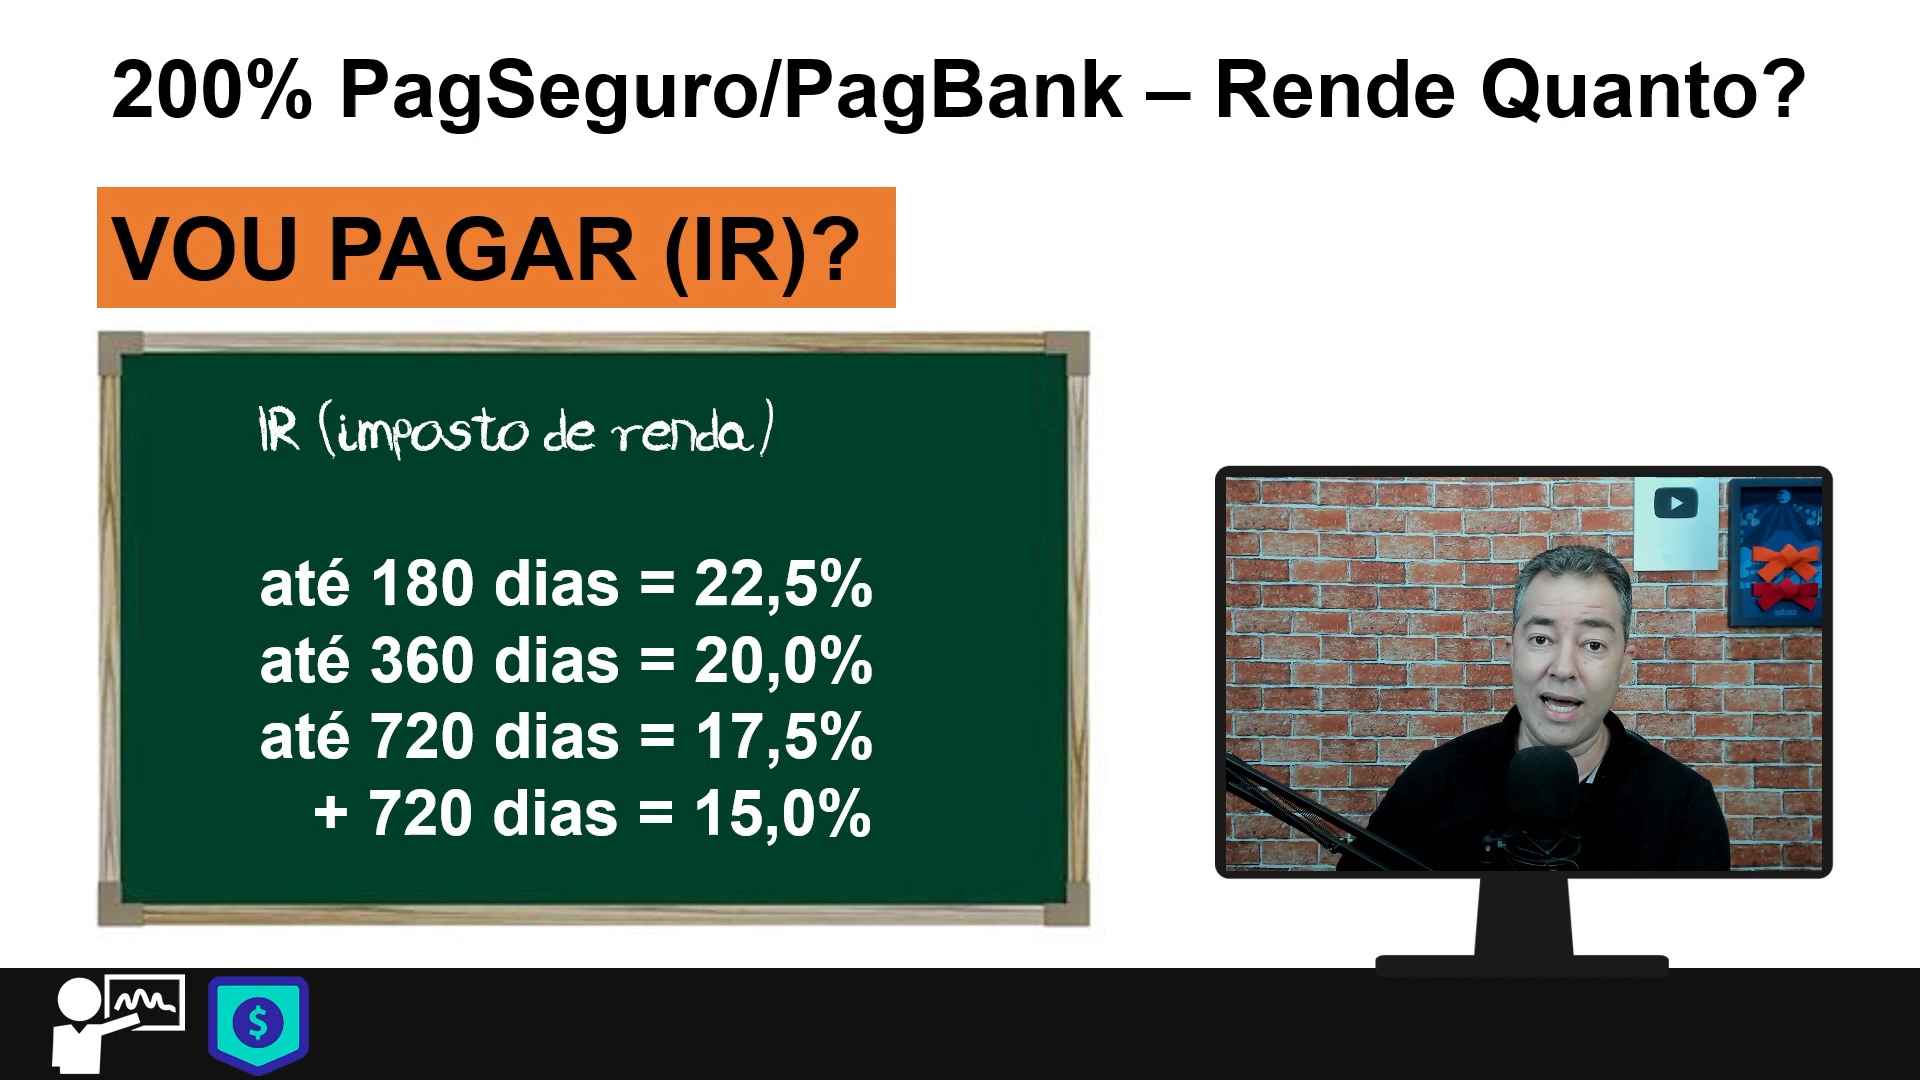 200% PagSeguro/PagBank – Rende Quanto?
VOU PAGAR (IR)?
IR (imposto de renda)
até 180 dias = 22,5%
até 360 dias = 20,0%
até 720 dias = 17,5%
+ 720 dias = 15,0%
eduzz
$